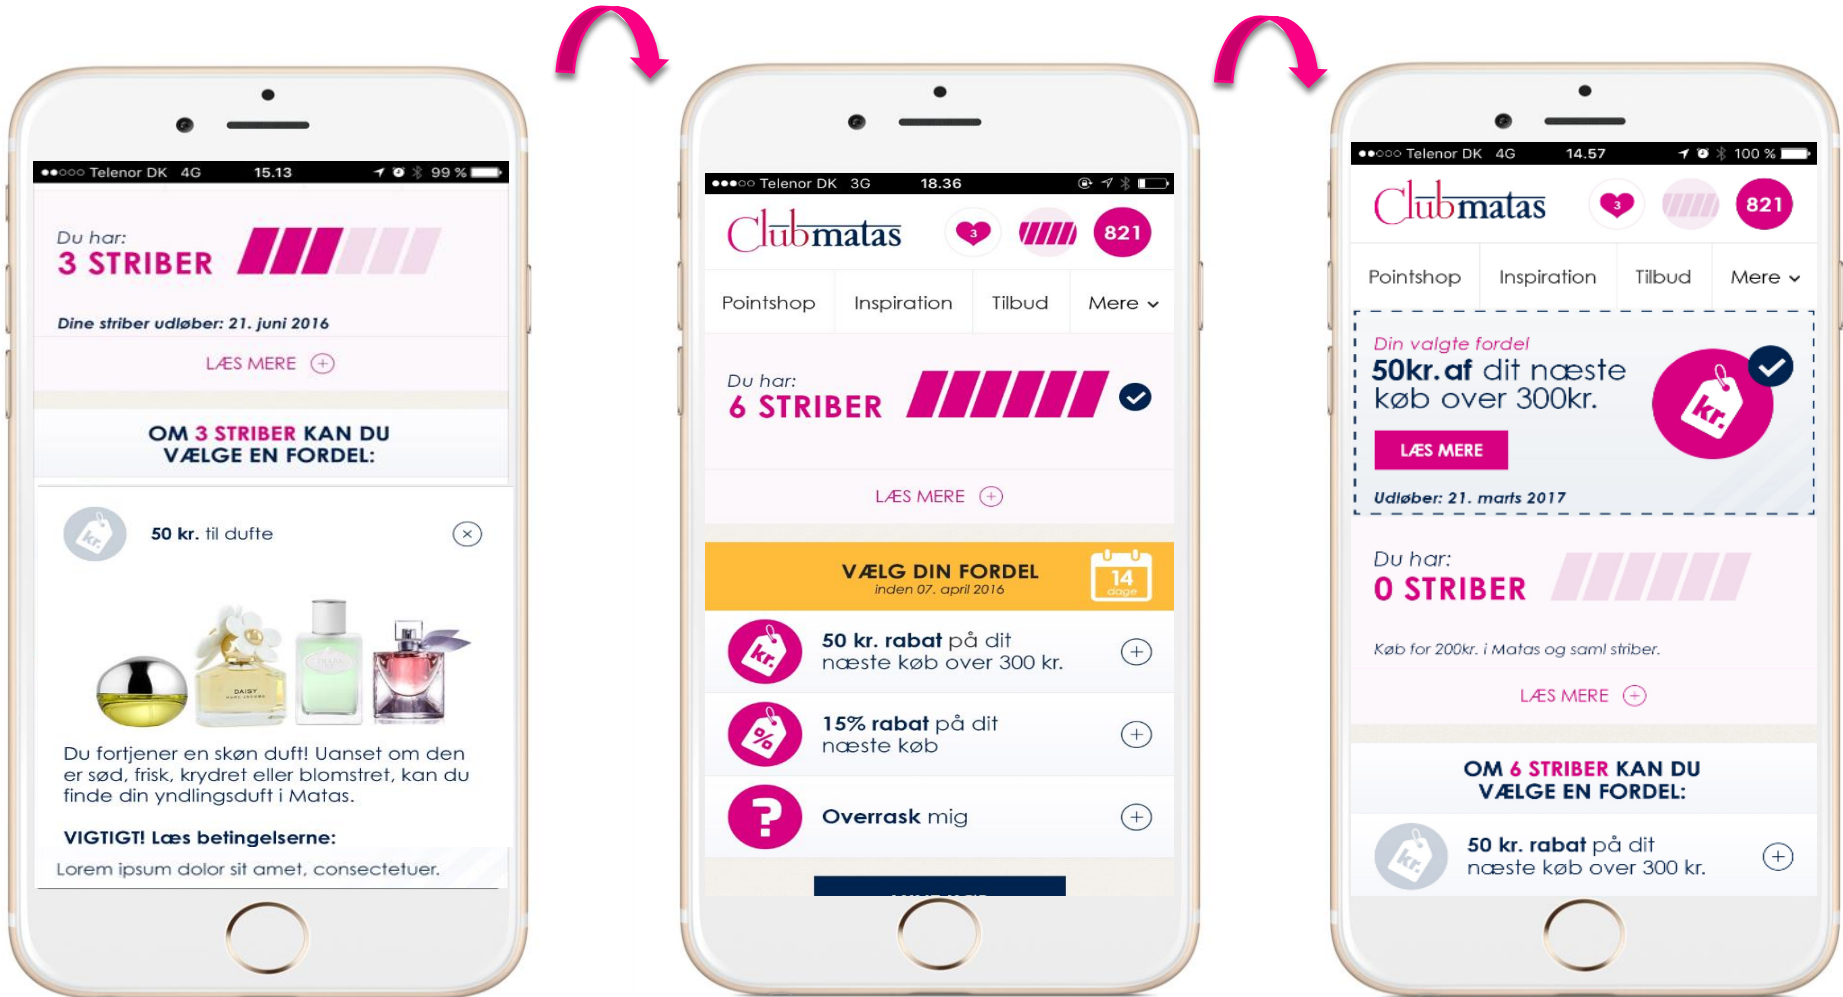 ●●○○○ Telenor DK 4G 15.13 99 %
Du har:
3 STRIBER
Dine striber udløber: 21. juni 2016
LÆS MERE +
OM 3 STRIBER KAN DU
VÆLGE EN FORDEL:
kr.
50 kr. til dufte
DAISY
Du fortjener en skøn duft! Uanset om den
er sød, frisk, krydret eller blomstret, kan du
finde din yndlingsduft i Matas.
VIGTIGT! Læs betingelserne:
Lorem ipsum dolor sit amet, consectetuer.
●●●○○ Telenor DK 3G 18.36
Clubmatas 3 821
Pointshop Inspiration Tilbud Mere
Du har:
6 STRIBER
LÆS MERE +
VÆLG DIN FORDEL
inden 07. april 2016
14
dage
kr.
50 kr. rabat på dit
næste køb over 300 kr.
%
15% rabat på dit
næste køb
?
Overrask mig
●●○○○ Telenor DK 4G 14.57 100 %
Clubmatas 3 821
Pointshop Inspiration Tilbud Mere
Din valgte fordel
50kr. af dit næste
køb over 300kr.
kr.
LÆS MERE
Udløber: 21. marts 2017
Du har:
0 STRIBER
Køb for 200kr. i Matas og saml striber.
LÆS MERE +
OM 6 STRIBER KAN DU
VÆLGE EN FORDEL:
kr.
50 kr. rabat på dit
næste køb over 300 kr.